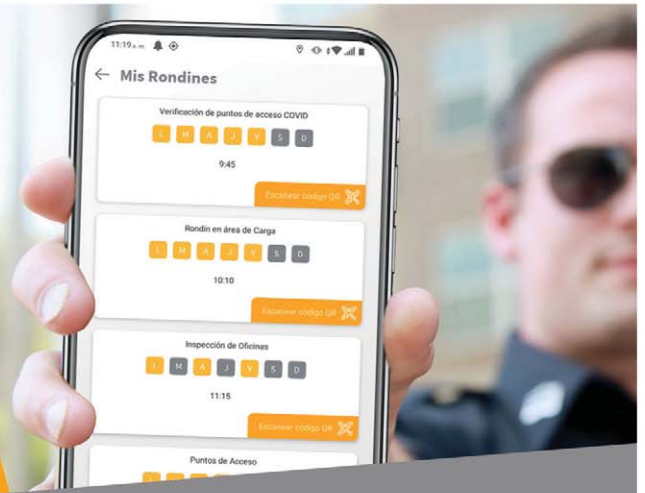 11:19 a.m.
← Mis Rondines
Verificación de puntos de acceso COVID
L M A J V S D
9:45
Escanear código QR
Rondín en área de Carga
L M A J V S D
10:10
Escanear código QR
Inspección de Oficinas
L M A J V S D
11:15
Escanear código QR
Puntos de Acceso